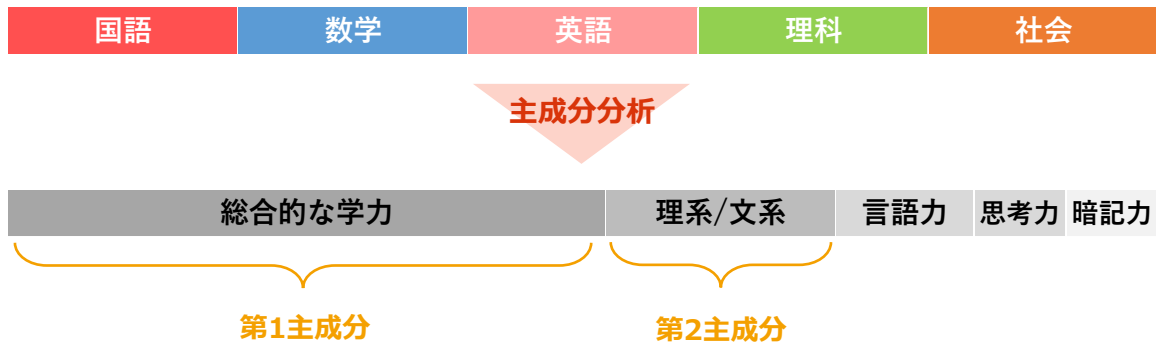 国語 数学 英語 理科 社会
主成分分析
総合的な学力 理系/文系 言語力 思考力 暗記力
第1主成分 第2主成分